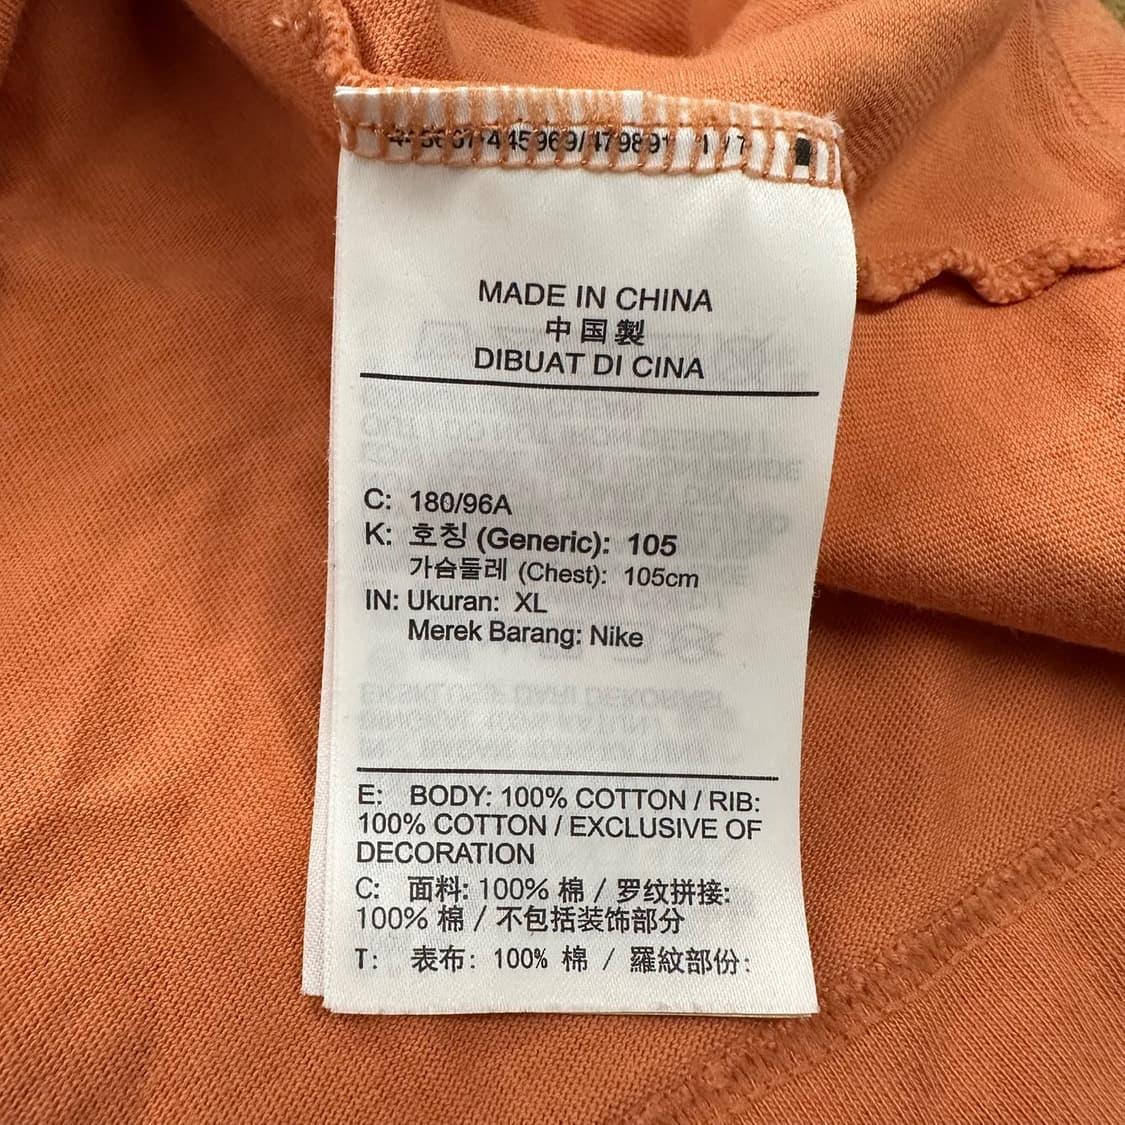 445969/479891
MADE IN CHINA
中国製
DIBUAT DI CINA
C: 180/96A
K: 호칭 (Generic): 105
가슴둘레 (Chest): 105cm
IN: Ukuran: XL
Merek Barang: Nike
E: BODY: 100% COTTON / RIB:
100% COTTON / EXCLUSIVE OF
DECORATION
C: 面料: 100% 棉 / 罗纹拼接:
100% 棉 / 不包括装饰部分
T: 表布: 100% 棉 / 羅紋部份: